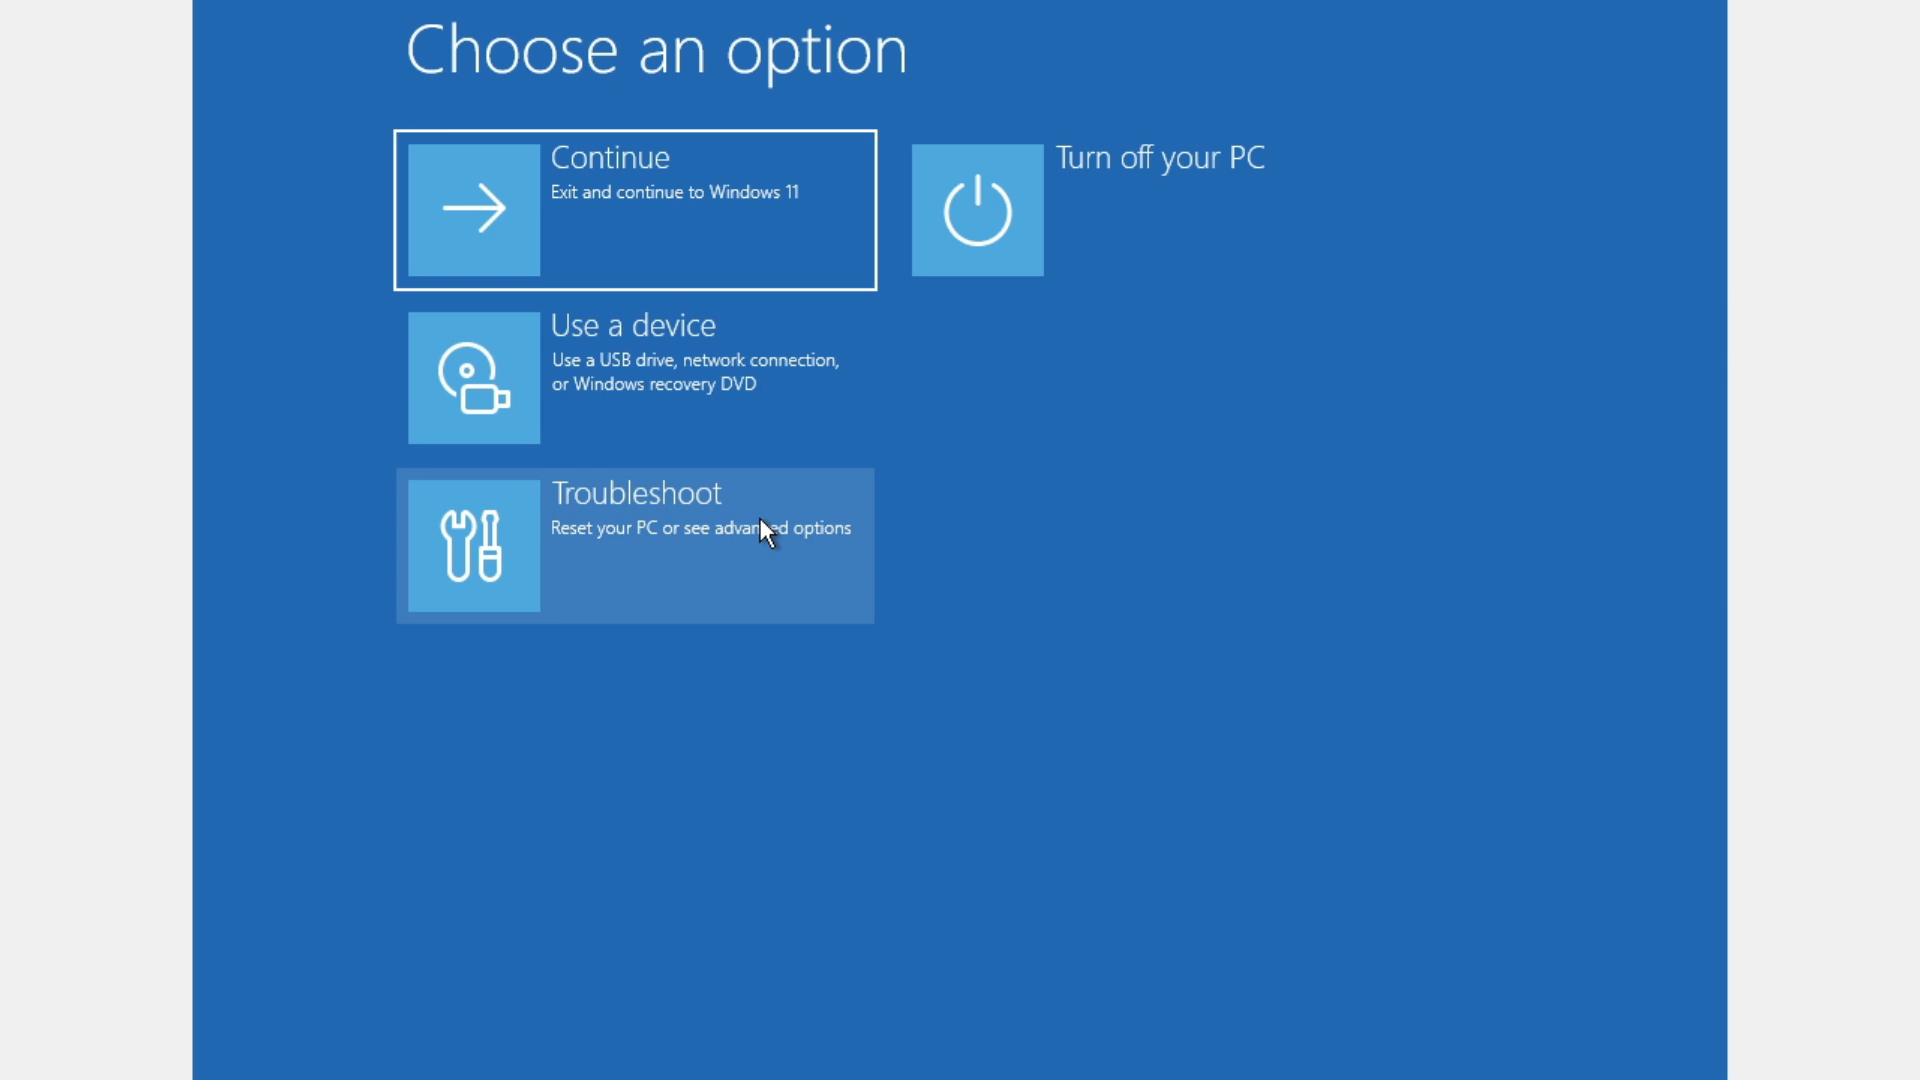 Choose an option
Continue
Exit and continue to Windows 11
Turn off your PC
Use a device
Use a USB drive, network connection,
or Windows recovery DVD
Troubleshoot
Reset your PC or see advanced options